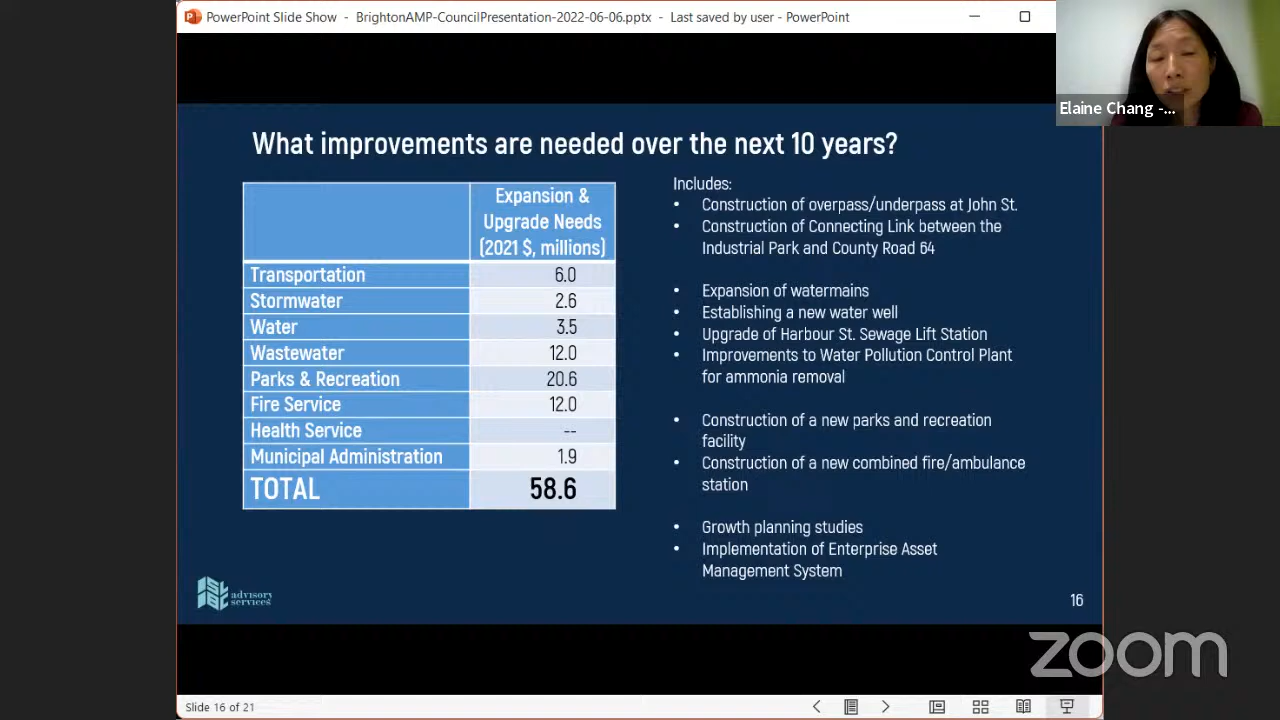 PowerPoint Slide Show - BrightonAMP-CouncilPresentation-2022-06-06.pptx - Last saved by user - PowerPoint
Elaine Chang -...
What improvements are needed over the next 10 years?
Expansion &
Upgrade Needs
(2021 $, millions)
Transportation 6.0
Stormwater 2.6
Water 3.5
Wastewater 12.0
Parks & Recreation 20.6
Fire Service 12.0
Health Service --
Municipal Administration 1.9
TOTAL 58.6
Includes:
• Construction of overpass/underpass at John St.
• Construction of Connecting Link between the
Industrial Park and County Road 64
• Expansion of watermains
• Establishing a new water well
• Upgrade of Harbour St. Sewage Lift Station
• Improvements to Water Pollution Control Plant
for ammonia removal
• Construction of a new parks and recreation
facility
• Construction of a new combined fire/ambulance
station
• Growth planning studies
• Implementation of Enterprise Asset
Management System
advisory
services
16
zoom
Slide 16 of 21